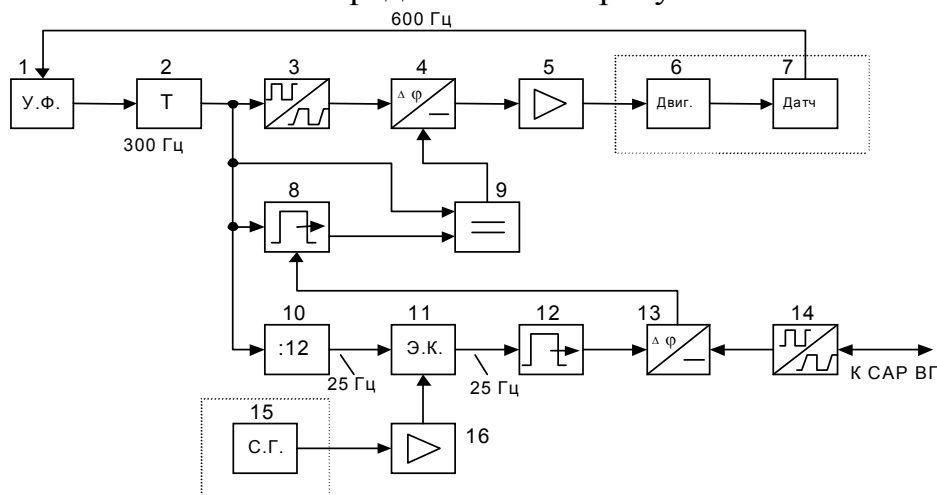 600 Гц
1 2 3 4 5 6 7
У.Ф. Т Δ φ Двиг. Датч
300 Гц
8 9
10 11 12 13 14
:12 Э.К. Δ φ
25 Гц 25 Гц К САР ВГ
15
С.Г. 16